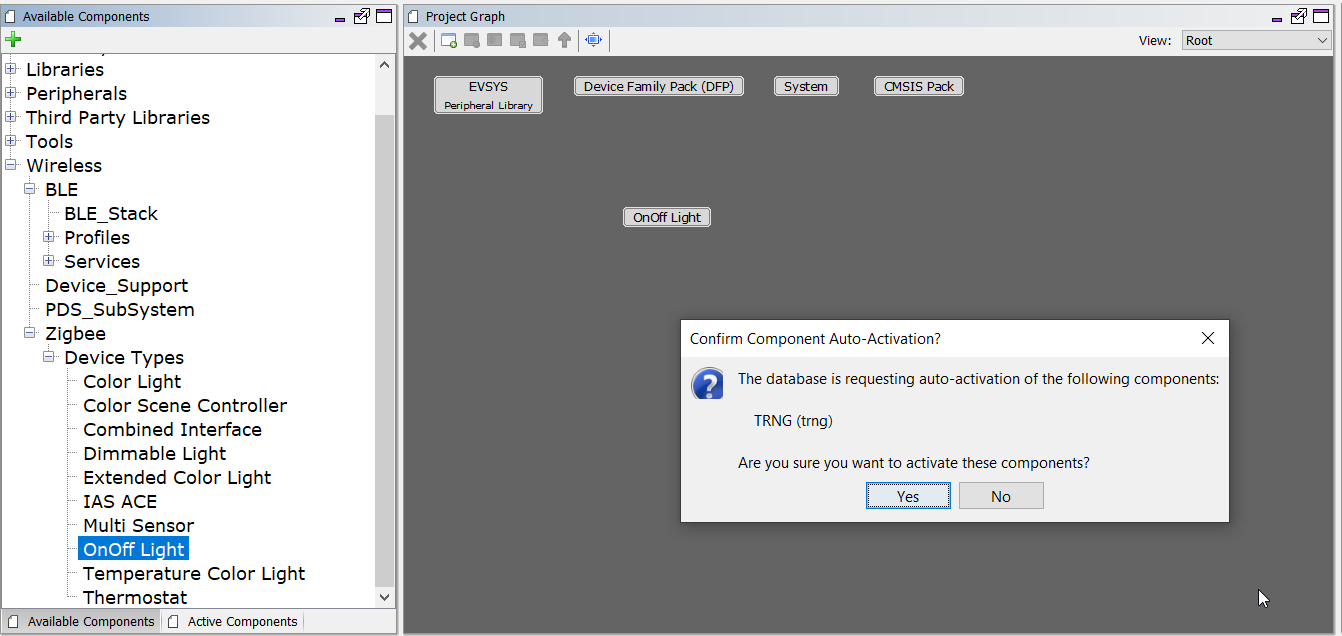 Available Components
Libraries
Peripherals
Third Party Libraries
Tools
Wireless
BLE
BLE_Stack
Profiles
Services
Device_Support
PDS_SubSystem
Zigbee
Device Types
Color Light
Color Scene Controller
Combined Interface
Dimmable Light
Extended Color Light
IAS ACE
Multi Sensor
OnOff Light
Temperature Color Light
Thermostat
Available Components
Active Components
Project Graph
View: Root
EVSYS
Peripheral Library
Device Family Pack (DFP)
System
CMSIS Pack
OnOff Light
Confirm Component Auto-Activation?
The database is requesting auto-activation of the following components:
TRNG (trng)
Are you sure you want to activate these components?
Yes
No